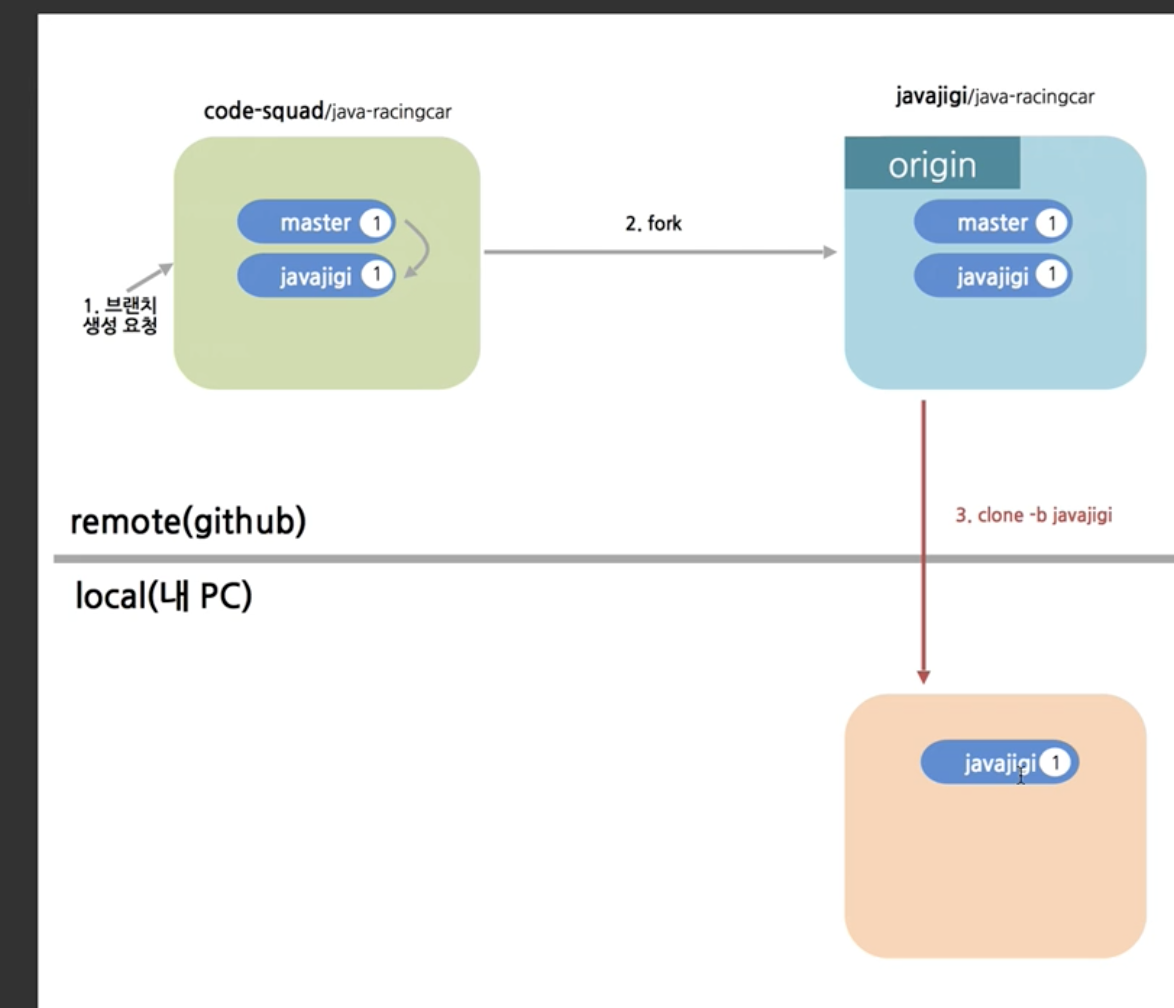 code-squad/java-racingcar
javajigi/java-racingcar
origin
master 1
javajigi 1
1. 브랜치
생성 요청
2. fork
master 1
javajigi 1
remote(github)
3. clone -b javajigi
local(내 PC)
javajigi 1